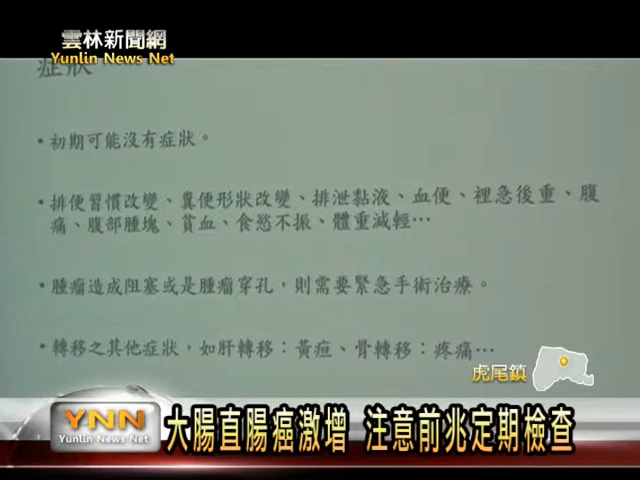 雲林新聞網
Yunlin News Net
症狀
•初期可能沒有症狀。
•排便習慣改變、糞便形狀改變、排泄黏液、血便、裡急後重、腹
痛、腹部腫塊、貧血、食慾不振、體重減輕…
•腫瘤造成阻塞或是腫瘤穿孔，則需要緊急手術治療。
•轉移之其他症狀，如肝轉移：黃疸、骨轉移：疼痛…
虎尾鎮
YNN
Yunlin News Net
大腸直腸癌激增 注意前兆定期檢查